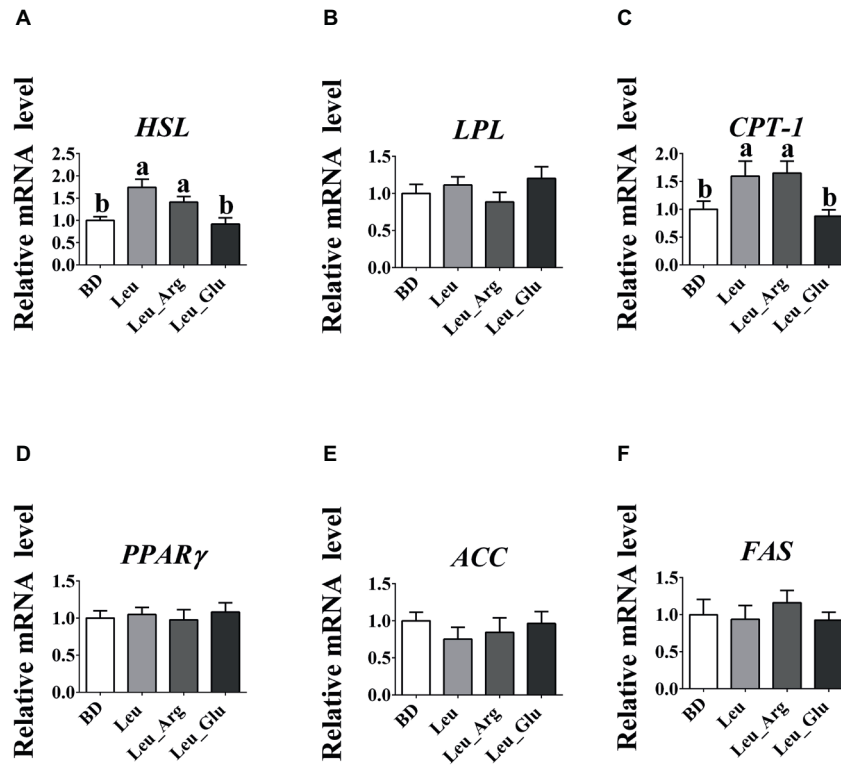 A
Relative mRNA level
HSL
2.5
2.0
1.5
1.0
0.5
0.0
b
a
a
b
BD
Leu
Leu_Arg
Leu_Glu
B
Relative mRNA level
LPL
1.5
1.0
0.5
0.0
BD
Leu
Leu_Arg
Leu_Glu
C
Relative mRNA level
CPT-1
2.0
1.5
1.0
0.5
0.0
b
a
a
b
BD
Leu
Leu_Arg
Leu_Glu
D
Relative mRNA level
PPARγ
1.5
1.0
0.5
0.0
BD
Leu
Leu_Arg
Leu_Glu
E
Relative mRNA level
ACC
1.5
1.0
0.5
0.0
BD
Leu
Leu_Arg
Leu_Glu
F
Relative mRNA level
FAS
1.5
1.0
0.5
0.0
BD
Leu
Leu_Arg
Leu_Glu